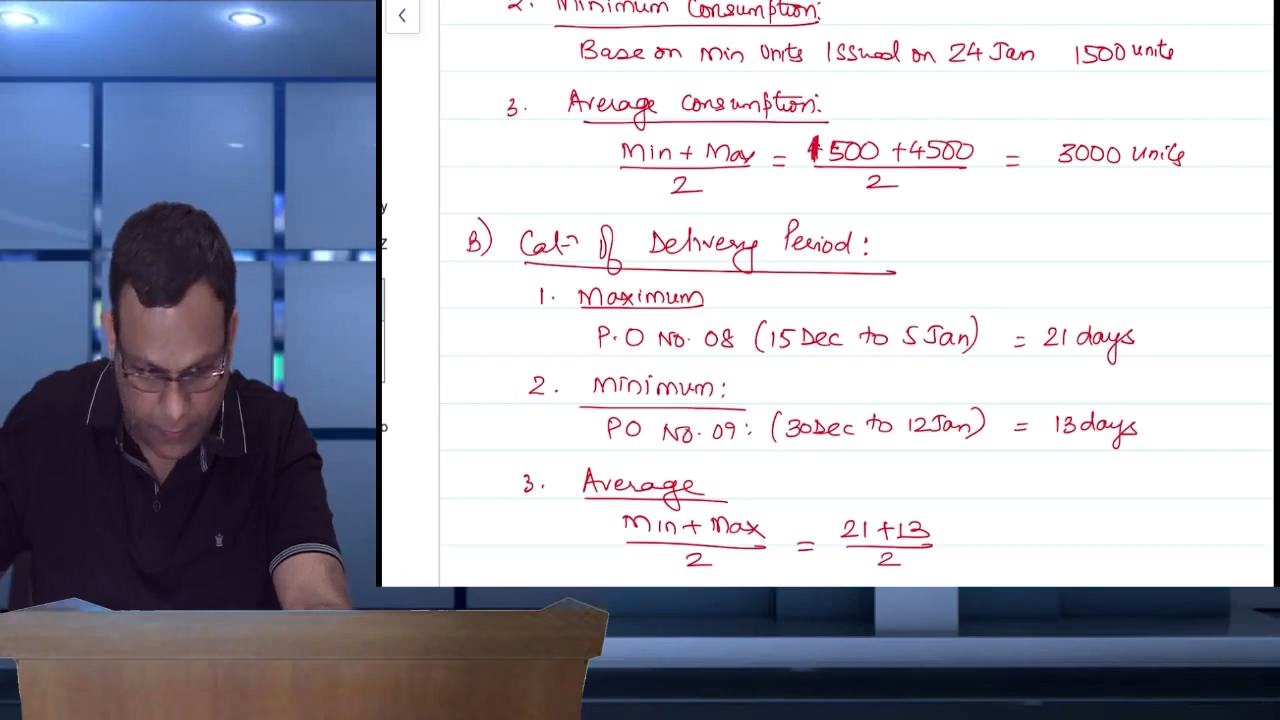 2. Minimum Consumption:
Base on min units Issued on 24 Jan 1500 units
3. Average consumption:
Min + Max / 2 = 1500 + 4500 / 2 = 3000 units
B) Caln of Delivery Period:
1. Maximum
P.O No. 08 (15 Dec to 5 Jan) = 21 days
2. Minimum:
PO No. 09: (30 Dec to 12 Jan) = 13 days
3. Average
Min + Max / 2 = 21 + 13 / 2